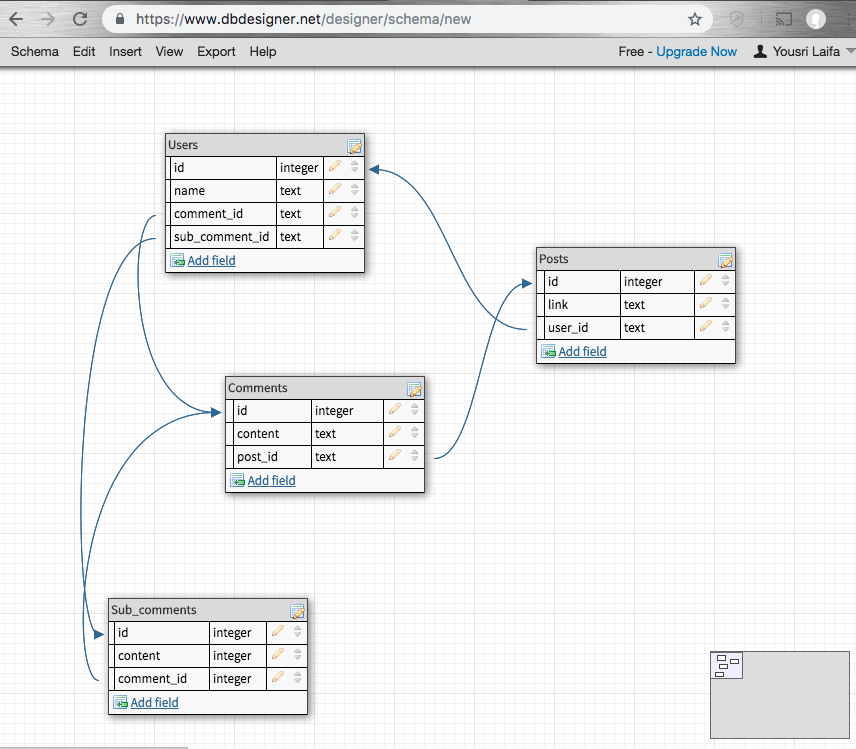 https://www.dbdesigner.net/designer/schema/new
Schema Edit Insert View Export Help Free - Upgrade Now Yousri Laifa
Users
id integer
name text
comment_id text
sub_comment_id text
Add field
Posts
id integer
link text
user_id text
Add field
Comments
id integer
content text
post_id text
Add field
Sub_comments
id integer
content integer
comment_id integer
Add field